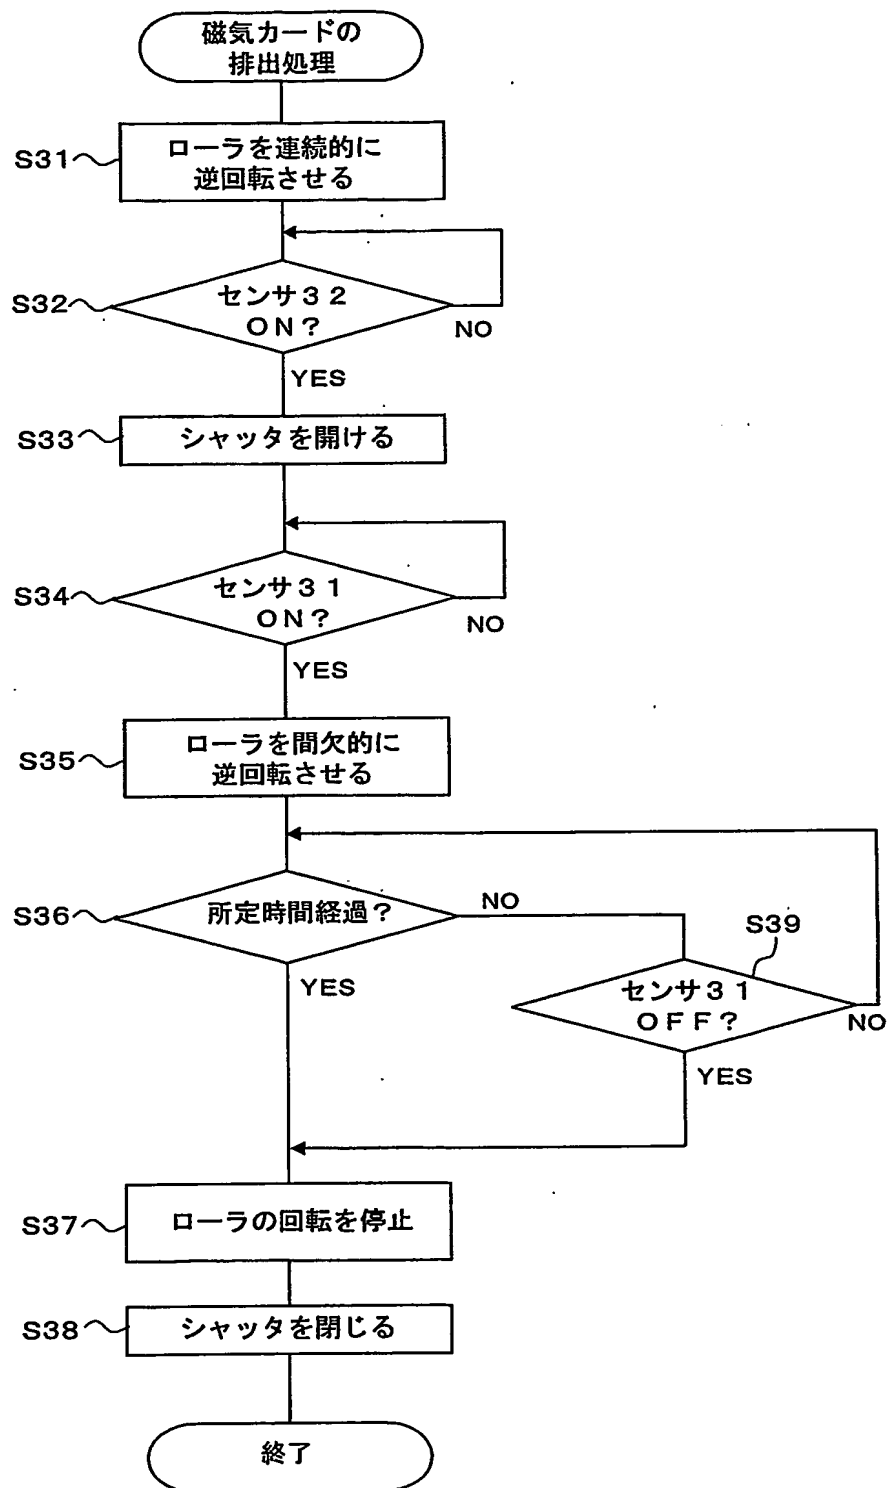 磁気カードの
排出処理
S31
ローラを連続的に
逆回転させる
S32
センサ32
ON?
NO
YES
S33
シャッタを開ける
S34
センサ31
ON?
NO
YES
S35
ローラを間欠的に
逆回転させる
S36
所定時間経過?
NO
YES
S39
センサ31
OFF?
NO
YES
S37
ローラの回転を停止
S38
シャッタを閉じる
終了